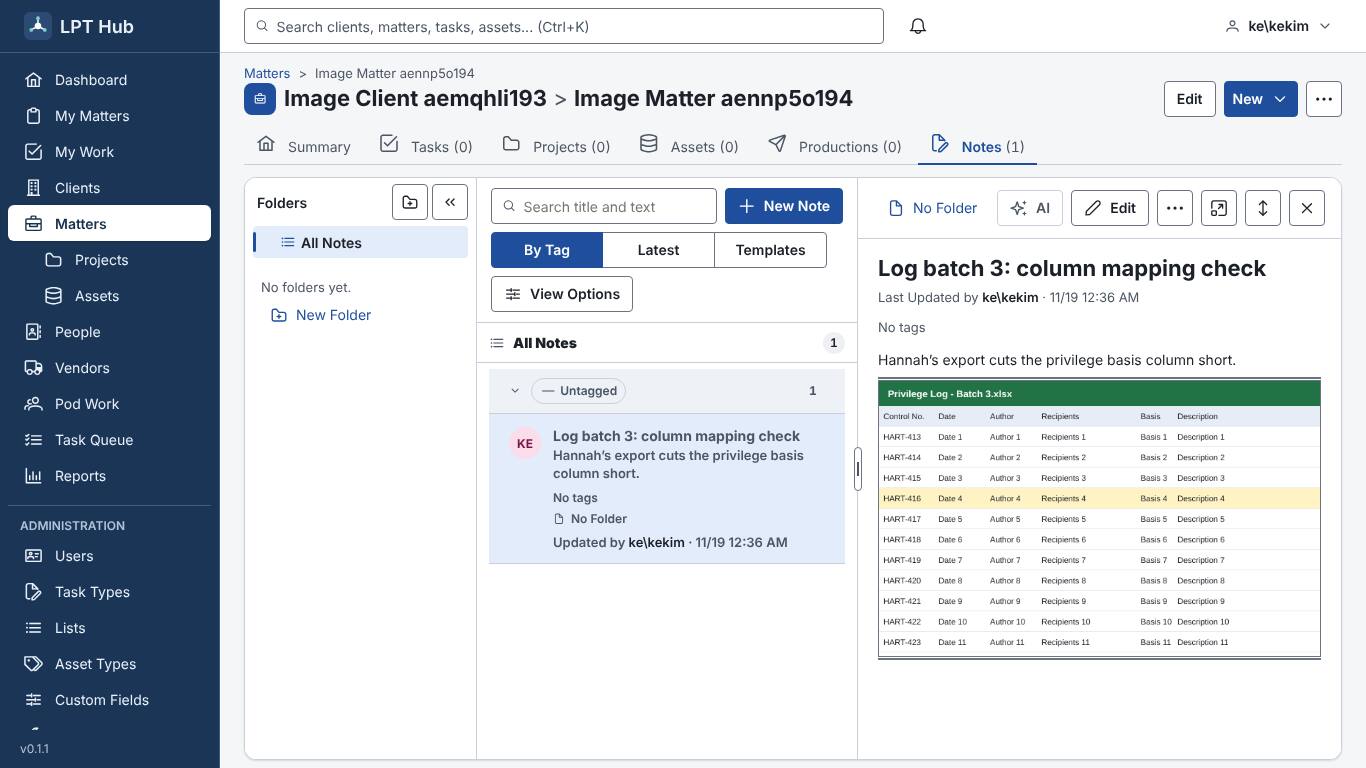 LPT Hub
Search clients, matters, tasks, assets... (Ctrl+K)
ke\kekim
Dashboard
My Matters
My Work
Clients
Matters
Projects
Assets
People
Vendors
Pod Work
Task Queue
Reports
ADMINISTRATION
Users
Task Types
Lists
Asset Types
Custom Fields
v0.1.1
Matters > Image Matter aennp5o194
Image Client aemqhli193 > Image Matter aennp5o194
Edit
New
Summary
Tasks (0)
Projects (0)
Assets (0)
Productions (0)
Notes (1)
Folders
All Notes
No folders yet.
New Folder
Search title and text
New Note
By Tag
Latest
Templates
View Options
All Notes
1
— Untagged
1
KE
Log batch 3: column mapping check
Hannah’s export cuts the privilege basis
column short.
No tags
No Folder
Updated by ke\kekim · 11/19 12:36 AM
No Folder
AI
Edit
Log batch 3: column mapping check
Last Updated by ke\kekim · 11/19 12:36 AM
No tags
Hannah’s export cuts the privilege basis column short.
Privilege Log - Batch 3.xlsx
Control No. Date Author Recipients Basis Description
HART-413 Date 1 Author 1 Recipients 1 Basis 1 Description 1
HART-414 Date 2 Author 2 Recipients 2 Basis 2 Description 2
HART-415 Date 3 Author 3 Recipients 3 Basis 3 Description 3
HART-416 Date 4 Author 4 Recipients 4 Basis 4 Description 4
HART-417 Date 5 Author 5 Recipients 5 Basis 5 Description 5
HART-418 Date 6 Author 6 Recipients 6 Basis 6 Description 6
HART-419 Date 7 Author 7 Recipients 7 Basis 7 Description 7
HART-420 Date 8 Author 8 Recipients 8 Basis 8 Description 8
HART-421 Date 9 Author 9 Recipients 9 Basis 9 Description 9
HART-422 Date 10 Author 10 Recipients 10 Basis 10 Description 10
HART-423 Date 11 Author 11 Recipients 11 Basis 11 Description 11